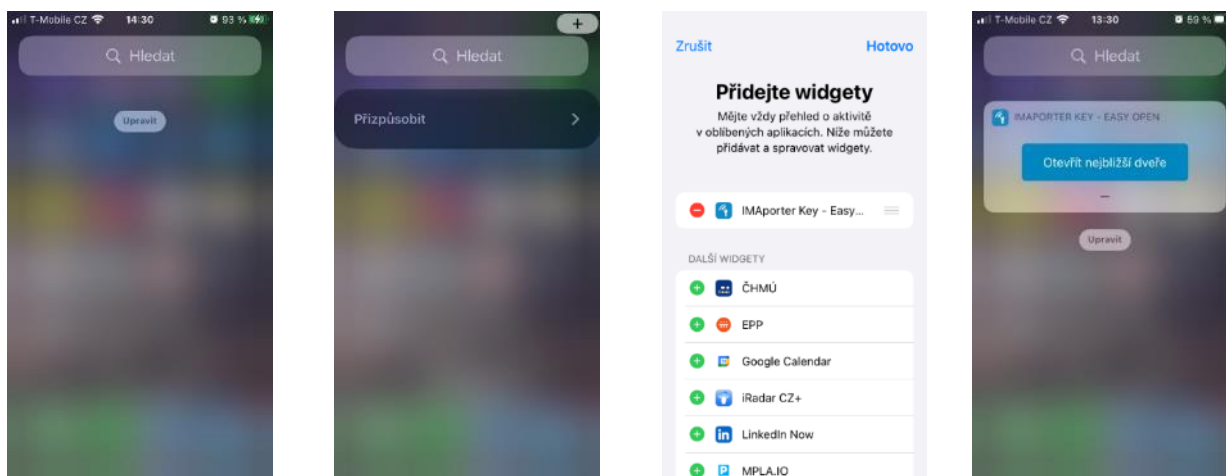 T-Mobile CZ 14:30 93 %
Hledat
Upravit
+
Hledat
Přizpůsobit
Zrušit Hotovo
Přidejte widgety
Mějte vždy přehled o aktivitě
v oblíbených aplikacích. Níže můžete
přidávat a spravovat widgety.
IMAporter Key - Easy...
DALŠÍ WIDGETY
ČHMÚ
EPP
Google Calendar
iRadar CZ+
LinkedIn Now
MPLA.IO
T-Mobile CZ 13:30 59 %
Hledat
IMAPORTER KEY - EASY OPEN
Otevřít nejbližší dveře
–
Upravit